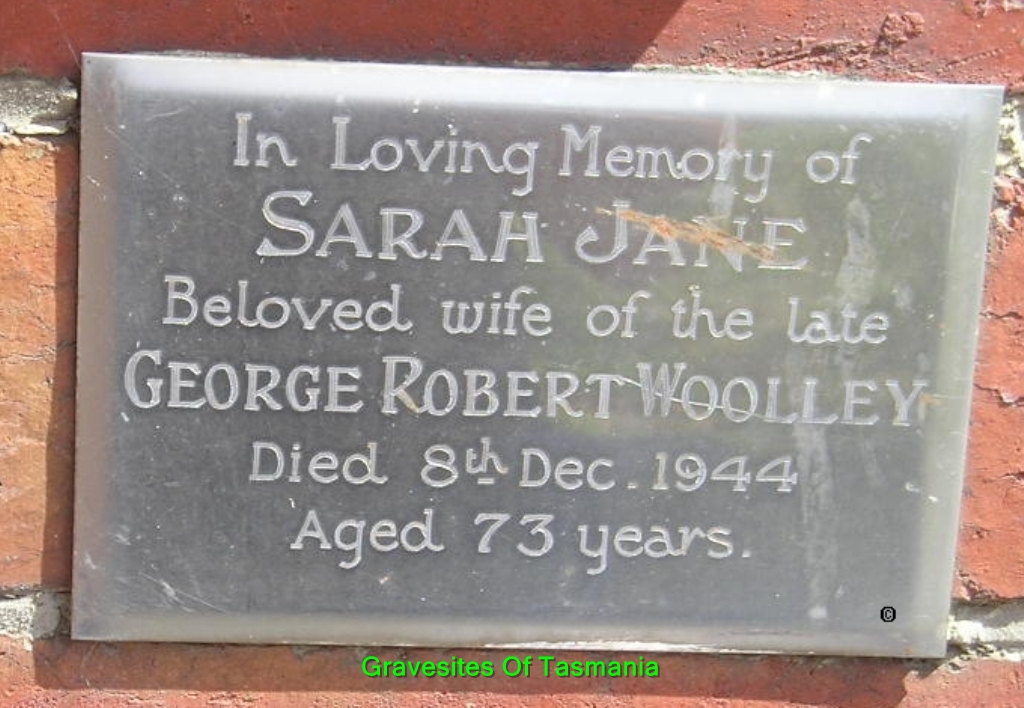 In Loving Memory of
SARAH JANE
Beloved wife of the late
GEORGE ROBERT WOOLLEY
Died 8th Dec. 1944
Aged 73 years.
©
Gravesites Of Tasmania